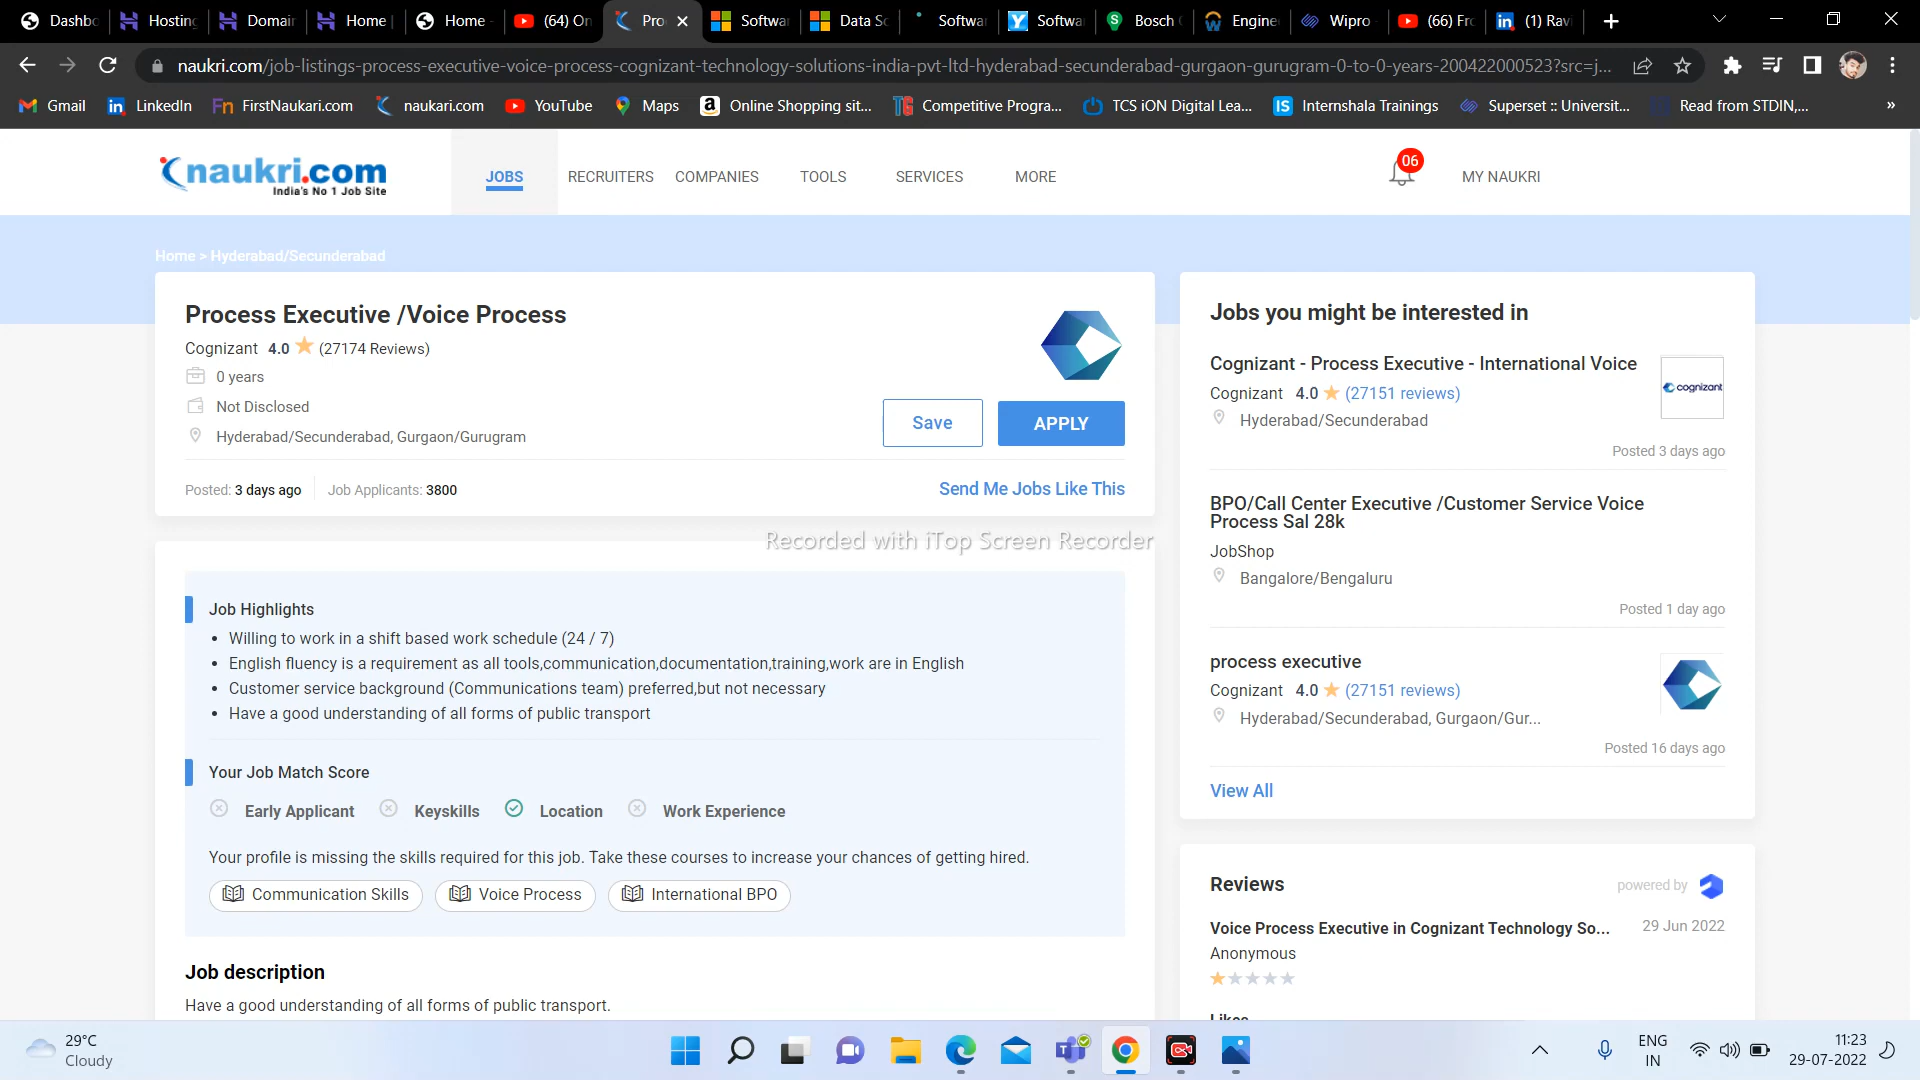 Dashbo
Hosting
Domain
Home |
Home -
(64) On
Pro
Softwar
Data Sc
Softwar
Softwar
Bosch
Engine
Wipro
(66) Fr
(1) Rav
naukri.com/job-listings-process-executive-voice-process-cognizant-technology-solutions-india-pvt-ltd-hyderabad-secunderabad-gurgaon-gurugram-0-to-0-years-200422000523?src=j...
Gmail
LinkedIn
FirstNaukari.com
naukri.com
YouTube
Maps
Online Shopping sit...
Competitive Progra...
TCS iON Digital Lea...
Internshala Trainings
Superset :: Universit...
Read from STDIN,...
»
naukri.com
India's No 1 Job Site
JOBS
RECRUITERS
COMPANIES
TOOLS
SERVICES
MORE
06
MY NAUKRI
Home > Hyderabad/Secunderabad
Process Executive /Voice Process
Cognizant 4.0 (27174 Reviews)
0 years
Not Disclosed
Hyderabad/Secunderabad, Gurgaon/Gurugram
Save
APPLY
Posted: 3 days ago
Job Applicants: 3800
Send Me Jobs Like This
Recorded with iTop Screen Recorder
Job Highlights
• Willing to work in a shift based work schedule (24 / 7)
• English fluency is a requirement as all tools,communication,documentation,training,work are in English
• Customer service background (Communications team) preferred,but not necessary
• Have a good understanding of all forms of public transport
Your Job Match Score
Early Applicant
Keyskills
Location
Work Experience
Your profile is missing the skills required for this job. Take these courses to increase your chances of getting hired.
Communication Skills
Voice Process
International BPO
Job description
Have a good understanding of all forms of public transport.
Jobs you might be interested in
Cognizant - Process Executive - International Voice
Cognizant 4.0 (27151 reviews)
Hyderabad/Secunderabad
cognizant
Posted 3 days ago
BPO/Call Center Executive /Customer Service Voice
Process Sal 28k
JobShop
Bangalore/Bengaluru
Posted 1 day ago
process executive
Cognizant 4.0 (27151 reviews)
Hyderabad/Secunderabad, Gurgaon/Gur...
Posted 16 days ago
View All
Reviews
powered by
Voice Process Executive in Cognizant Technology So...
29 Jun 2022
Anonymous
Likes
29°C
Cloudy
ENG
IN
11:23
29-07-2022